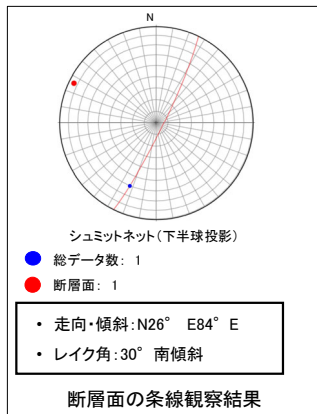 N
シュミットネット(下半球投影)
総データ数: 1
断層面: 1
• 走向・傾斜:N26° E84° E
• レイク角:30° 南傾斜
断層面の条線観察結果